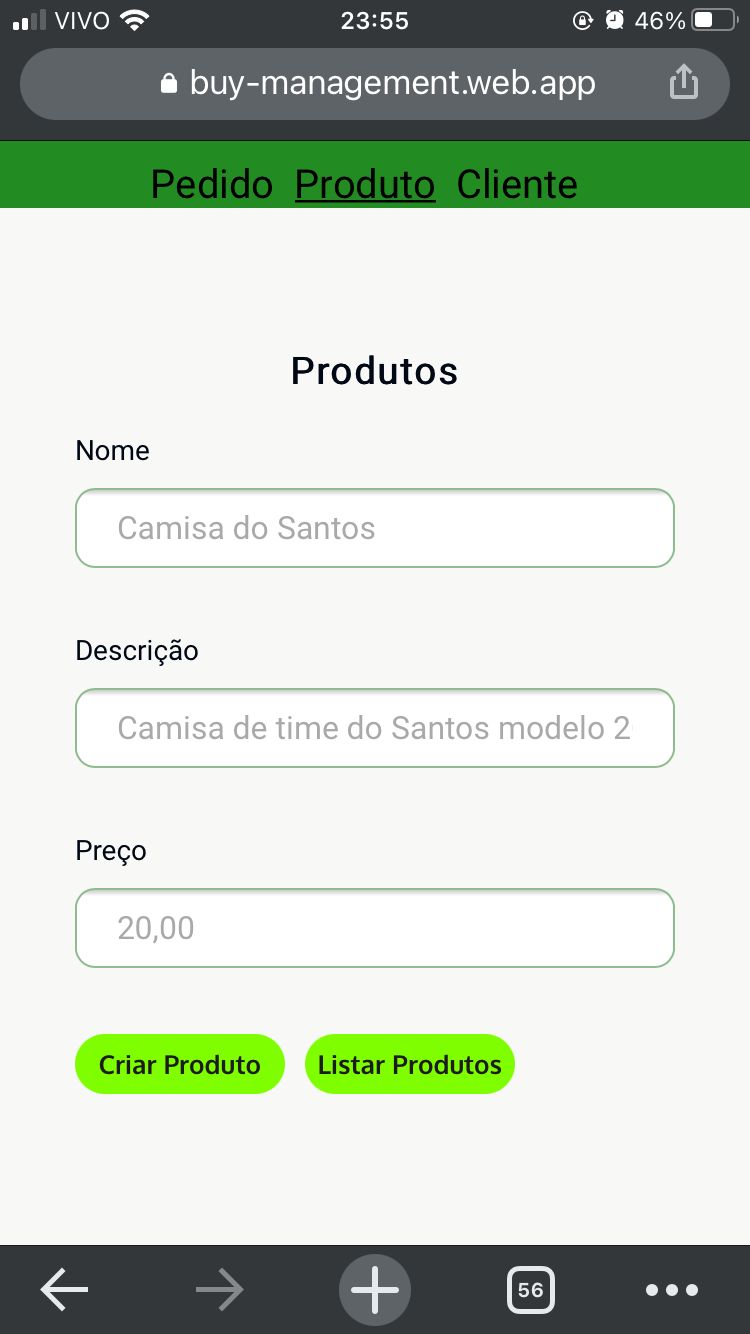 VIVO 23:55 46%
buy-management.web.app
Pedido Produto Cliente
Produtos
Nome
Camisa do Santos
Descrição
Camisa de time do Santos modelo 2
Preço
20,00
Criar Produto Listar Produtos
56